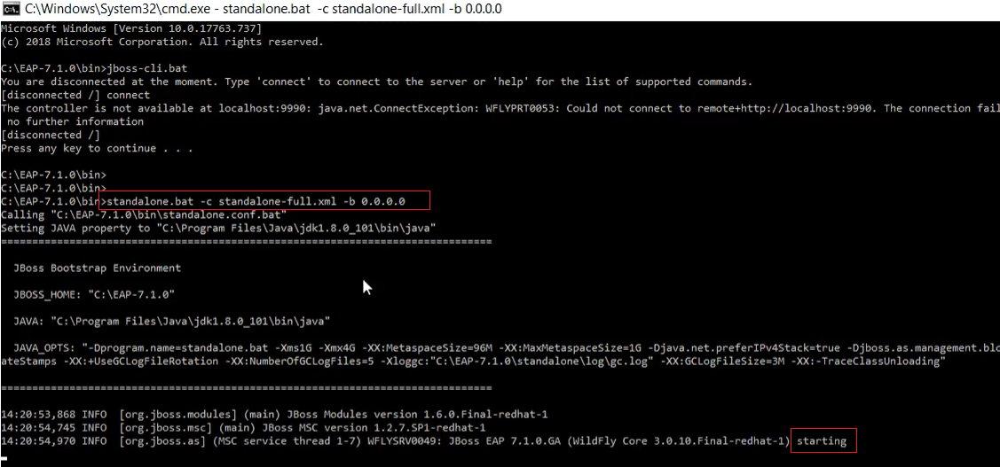 C:\Windows\System32\cmd.exe - standalone.bat -c standalone-full.xml -b 0.0.0.0
Microsoft Windows [Version 10.0.17763.737]
(c) 2018 Microsoft Corporation. All rights reserved.
C:\EAP-7.1.0\bin>jboss-cli.bat
You are disconnected at the moment. Type 'connect' to connect to the server or 'help' for the list of supported commands.
[disconnected /] connect
The controller is not available at localhost:9990: java.net.ConnectException: WFLYPRT0053: Could not connect to remote+http://localhost:9990. The connection fail
no further information
[disconnected /]
Press any key to continue . . .
C:\EAP-7.1.0\bin>
C:\EAP-7.1.0\bin>
C:\EAP-7.1.0\bin>standalone.bat -c standalone-full.xml -b 0.0.0.0
Calling "C:\EAP-7.1.0\bin\standalone.conf.bat"
Setting JAVA property to "C:\Program Files\Java\jdk1.8.0_101\bin\java"
===============================================================================
JBoss Bootstrap Environment
JBOSS_HOME: "C:\EAP-7.1.0"
JAVA: "C:\Program Files\Java\jdk1.8.0_101\bin\java"
JAVA_OPTS: "-Dprogram.name=standalone.bat -Xms1G -Xmx4G -XX:MetaspaceSize=96M -XX:MaxMetaspaceSize=1G -Djava.net.preferIPv4Stack=true -Djboss.as.management.blo
ateStamps -XX:+UseGCLogFileRotation -XX:NumberOfGCLogFiles=5 -Xloggc:"C:\EAP-7.1.0\standalone\log\gc.log" -XX:GCLogFileSize=3M -XX:-TraceClassUnloading"
===============================================================================
14:20:53,868 INFO [org.jboss.modules] (main) JBoss Modules version 1.6.0.Final-redhat-1
14:20:54,745 INFO [org.jboss.msc] (main) JBoss MSC version 1.2.7.SP1-redhat-1
14:20:54,970 INFO [org.jboss.as] (MSC service thread 1-7) WFLYSRV0049: JBoss EAP 7.1.0.GA (WildFly Core 3.0.10.Final-redhat-1) starting